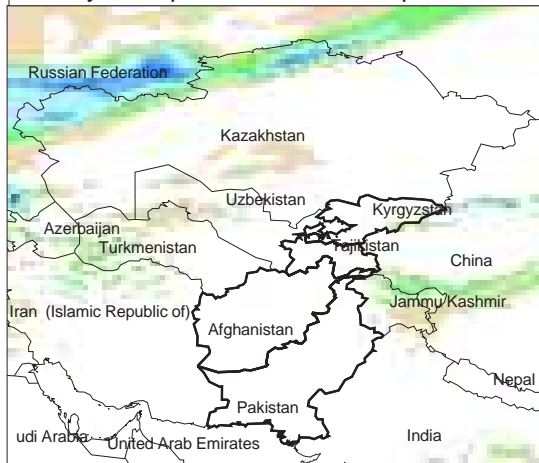 Russian Federation
Kazakhstan
Uzbekistan
Kyrgyzstan
Azerbaijan
Turkmenistan
Tajikistan
China
Jammu Kashmir
Iran (Islamic Republic of)
Afghanistan
Nepal
Pakistan
udi Arabia
United Arab Emirates
India